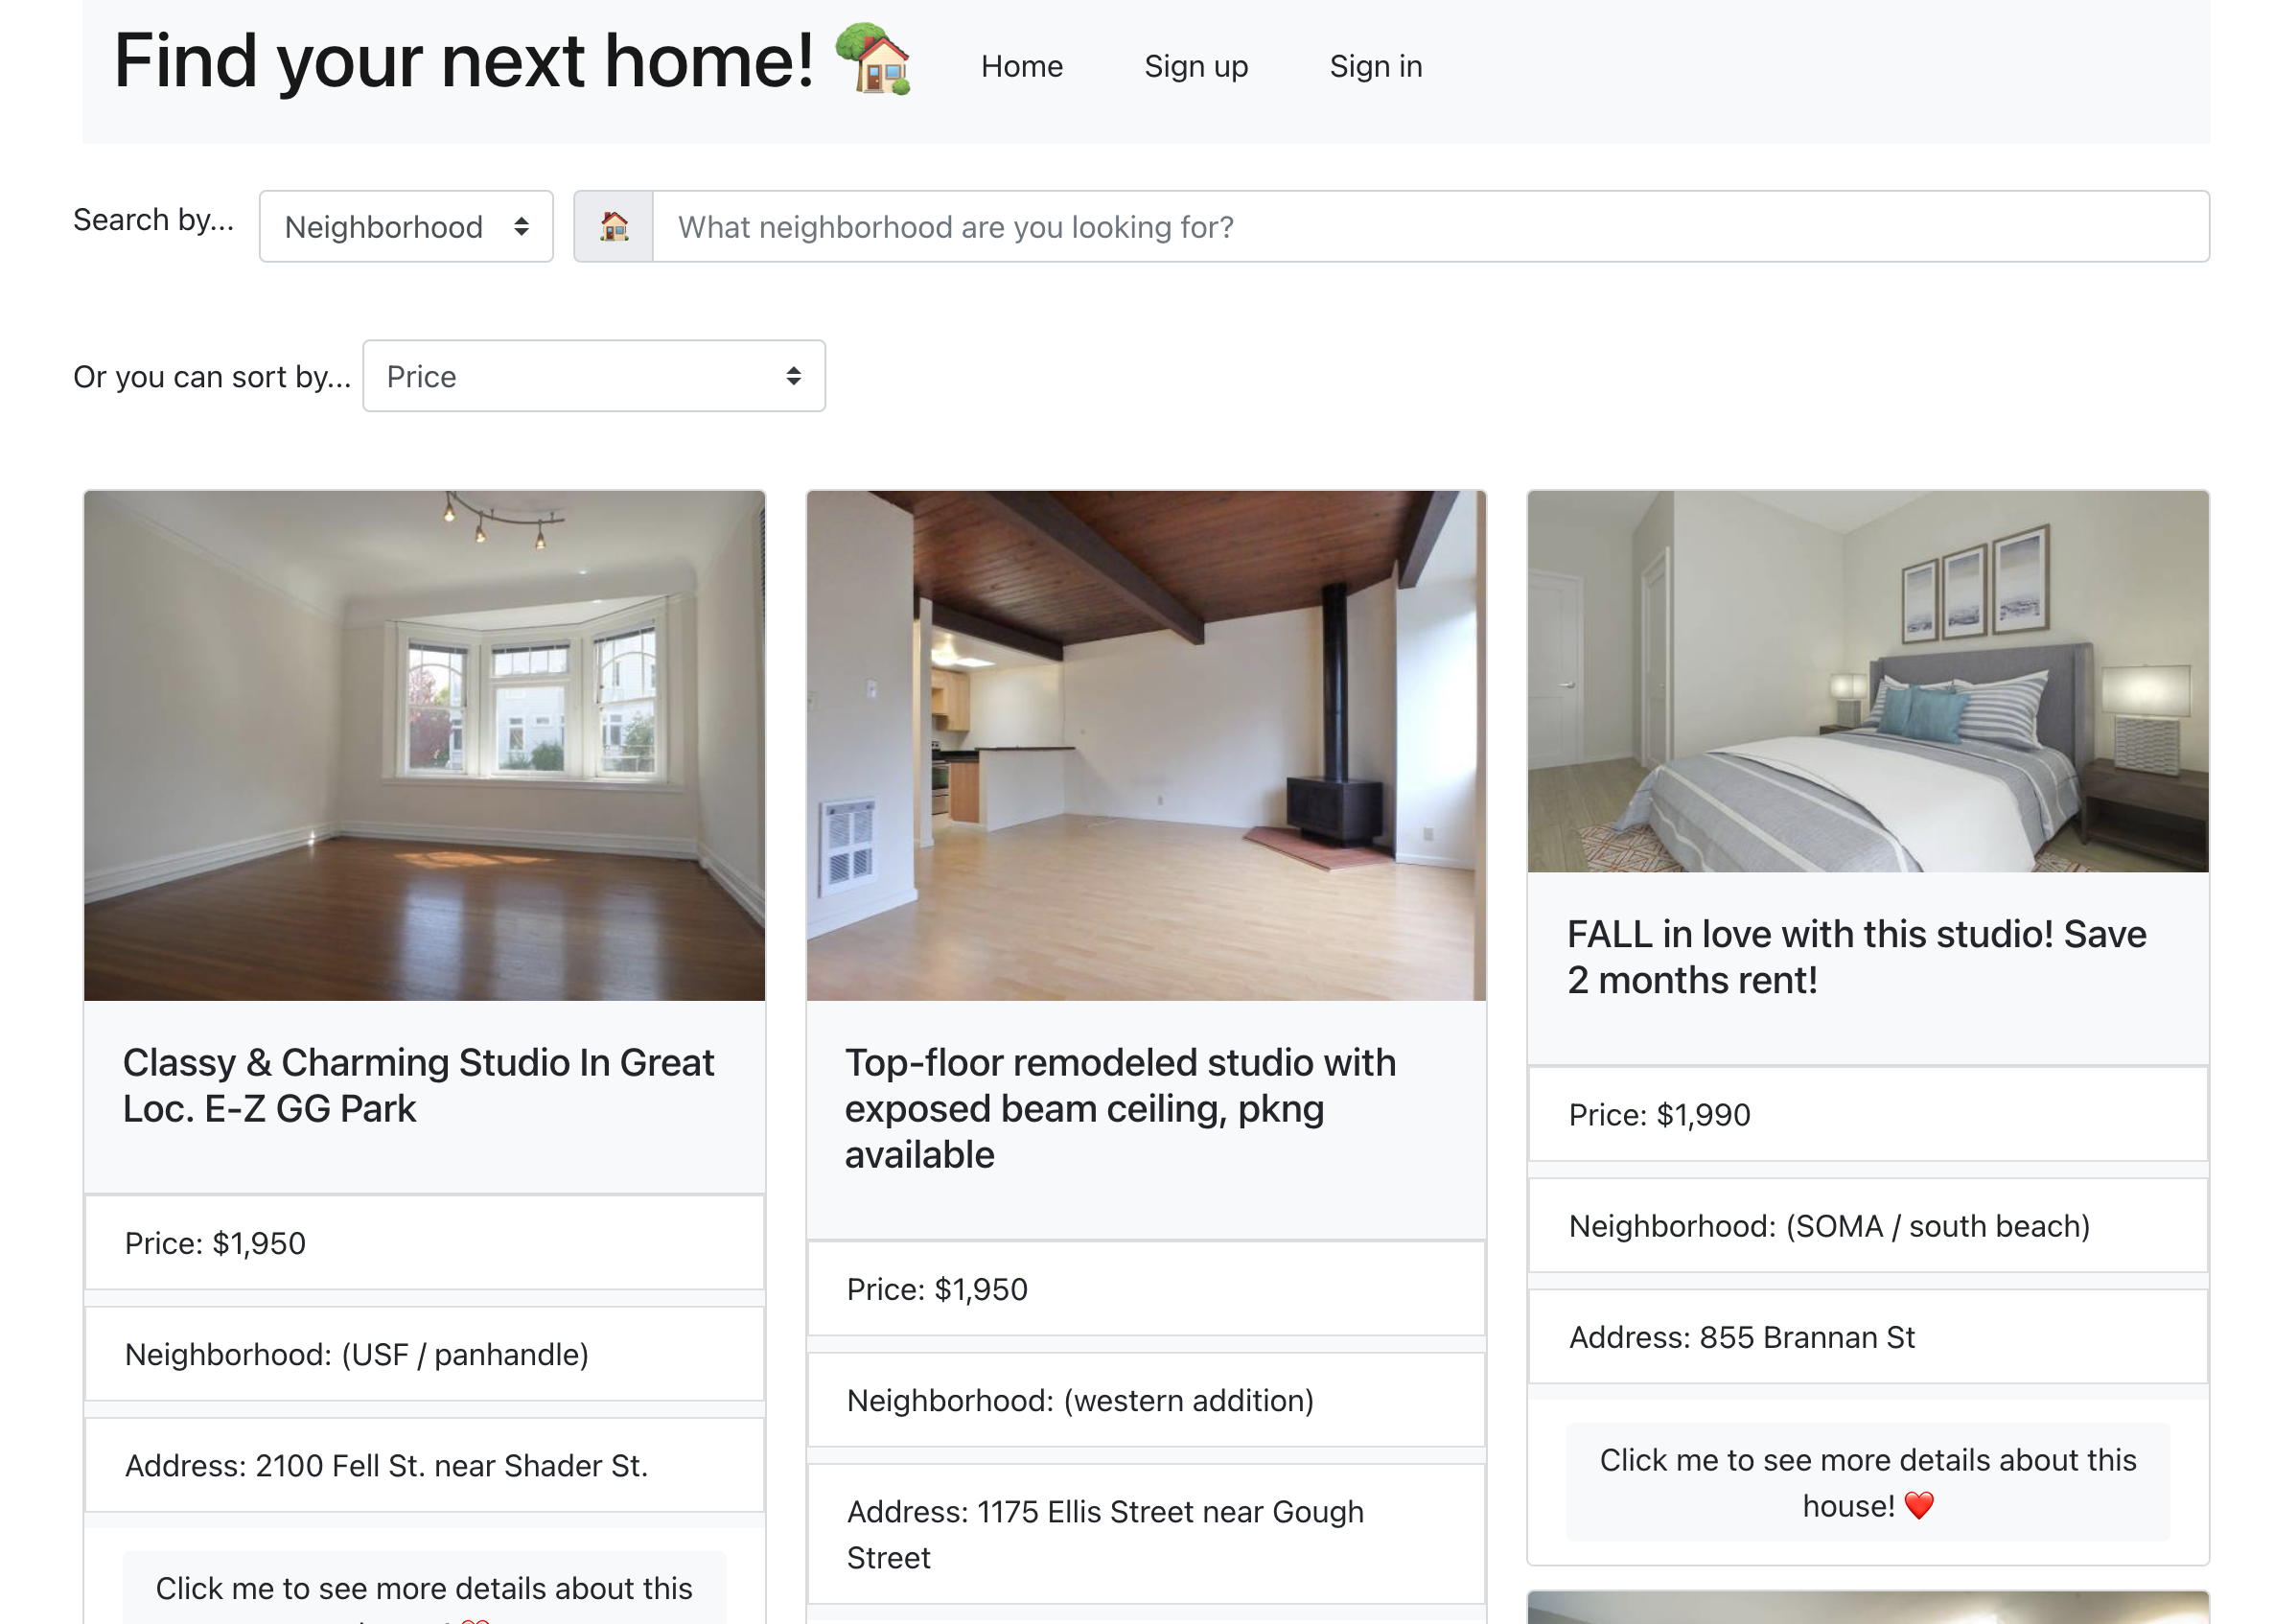 Find your next home! 🏡
Home
Sign up
Sign in
Search by...
Neighborhood
What neighborhood are you looking for?
Or you can sort by...
Price
Classy & Charming Studio In Great
Loc. E-Z GG Park
Price: $1,950
Neighborhood: (USF / panhandle)
Address: 2100 Fell St. near Shader St.
Click me to see more details about this
Top-floor remodeled studio with
exposed beam ceiling, pkng
available
Price: $1,950
Neighborhood: (western addition)
Address: 1175 Ellis Street near Gough
Street
FALL in love with this studio! Save
2 months rent!
Price: $1,990
Neighborhood: (SOMA / south beach)
Address: 855 Brannan St
Click me to see more details about this
house! ❤️